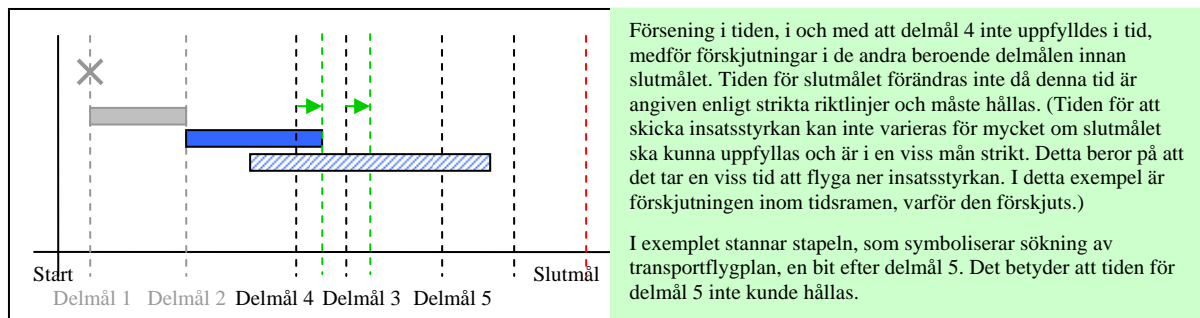 Start
Slutmål
Delmål 1 Delmål 2 Delmål 4 Delmål 3 Delmål 5
Försening i tiden, i och med att delmål 4 inte uppfylldes i tid,
medför förskjutningar i de andra beroende delmålen innan
slutmålet. Tiden för slutmålet förändras inte då denna tid är
angiven enligt strikta riktlinjer och måste hållas. (Tiden för att
skicka insatsstyrkan kan inte varieras för mycket om slutmålet
ska kunna uppfyllas och är i en viss mån strikt. Detta beror på att
det tar en viss tid att flyga ner insatsstyrkan. I detta exempel är
förskjutningen inom tidsramen, varför den förskjuts.)
I exemplet stannar stapeln, som symboliserar sökning av
transportflygplan, en bit efter delmål 5. Det betyder att tiden för
delmål 5 inte kunde hållas.